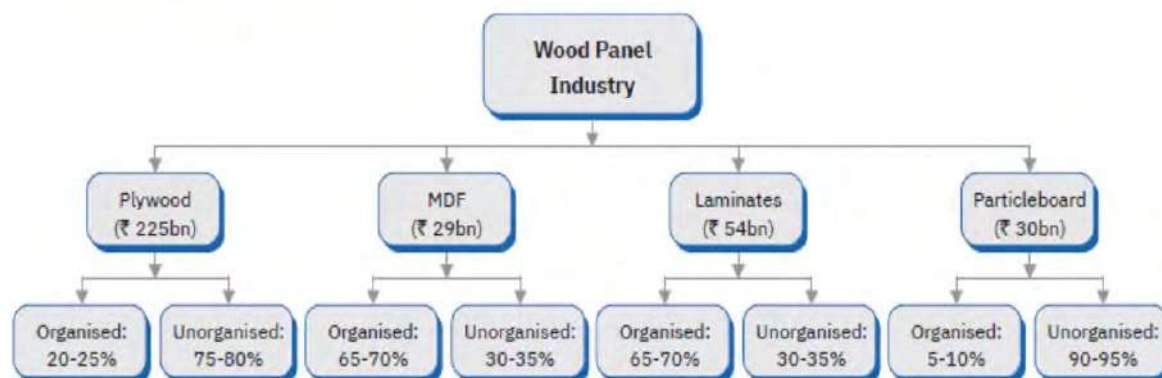 Wood Panel
Industry
Plywood
(₹ 225bn)
MDF
(₹ 29bn)
Laminates
(₹ 54bn)
Particleboard
(₹ 30bn)
Organised:
20-25%
Unorganised:
75-80%
Organised:
65-70%
Unorganised:
30-35%
Organised:
65-70%
Unorganised:
30-35%
Organised:
5-10%
Unorganised:
90-95%